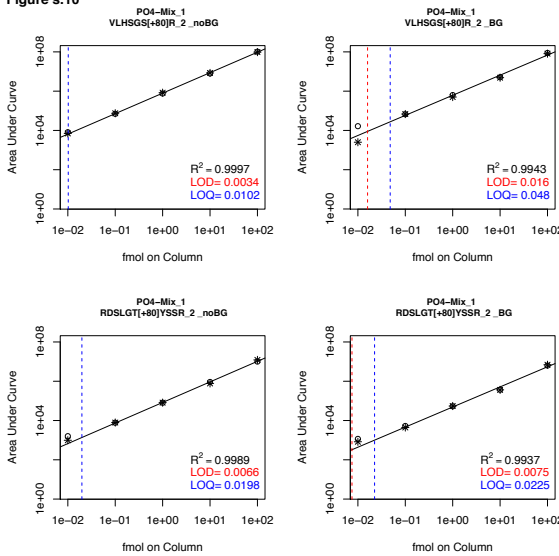 Figure s.10
PO4−Mix_1
VLHSGS[+80]R_2 _noBG
Area Under Curve
1e+00 1e+04 1e+08
R² = 0.9997
LOD= 0.0034
LOQ= 0.0102
1e−02 1e−01 1e+00 1e+01 1e+02
fmol on Column
PO4−Mix_1
VLHSGS[+80]R_2 _BG
Area Under Curve
1e+00 1e+04 1e+08
R² = 0.9943
LOD= 0.016
LOQ= 0.048
1e−02 1e−01 1e+00 1e+01 1e+02
fmol on Column
PO4−Mix_1
RDSLGT[+80]YSSR_2 _noBG
Area Under Curve
1e+00 1e+04 1e+08
R² = 0.9989
LOD= 0.0066
LOQ= 0.0198
1e−02 1e−01 1e+00 1e+01 1e+02
fmol on Column
PO4−Mix_1
RDSLGT[+80]YSSR_2 _BG
Area Under Curve
1e+00 1e+04 1e+08
R² = 0.9937
LOD= 0.0075
LOQ= 0.0225
1e−02 1e−01 1e+00 1e+01 1e+02
fmol on Column